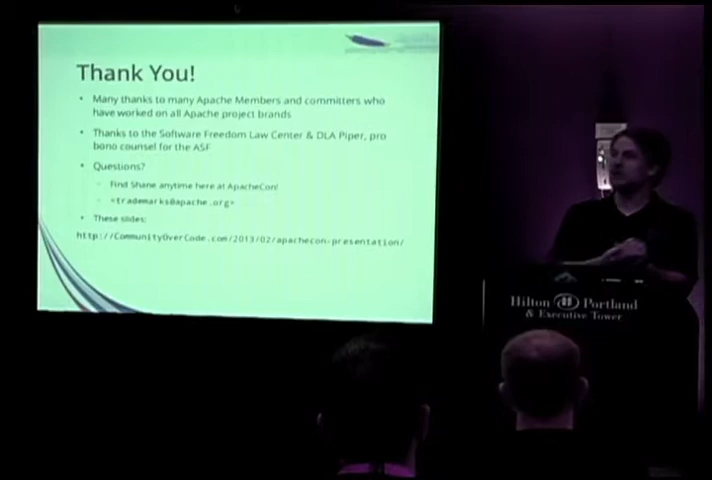 Thank You!
• Many thanks to many Apache Members and committers who
have worked on all Apache project brands
• Thanks to the Software Freedom Law Center & DLA Piper, pro
bono counsel for the ASF
• Questions?
◦ Find Shane anytime here at ApacheCon!
◦ <trademarks@apache.org>
• These slides:
http://CommunityOverCode.com/2013/02/apachecon-presentation/
Hilton Portland
& Executive Tower